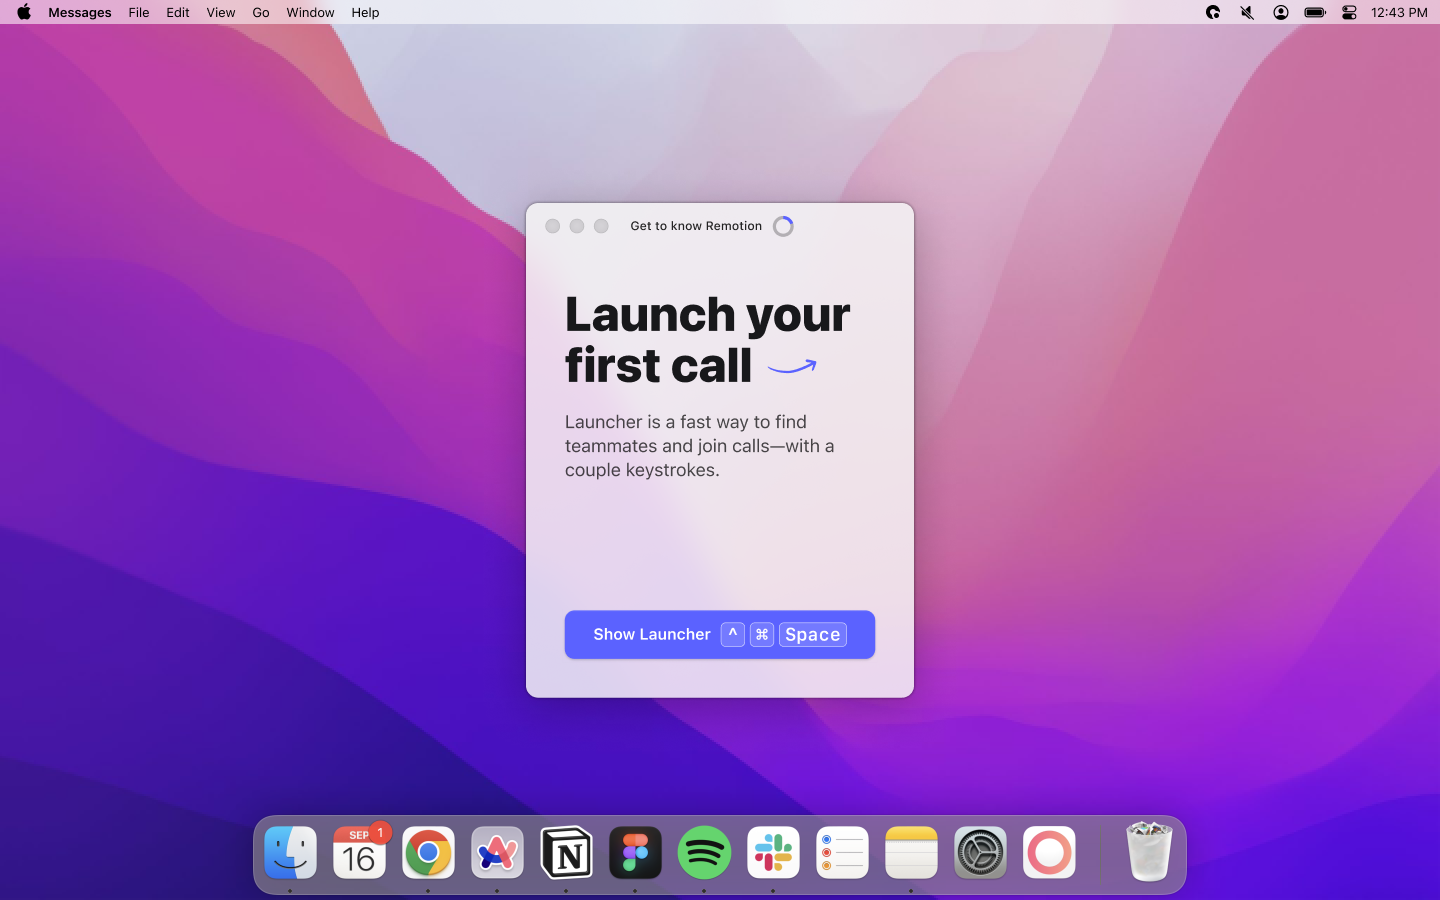 Messages File Edit View Go Window Help 12:43 PM
Get to know Remotion
Launch your
first call
Launcher is a fast way to find
teammates and join calls—with a
couple keystrokes.
Show Launcher ^ ⌘ Space
SEP 1
16
N